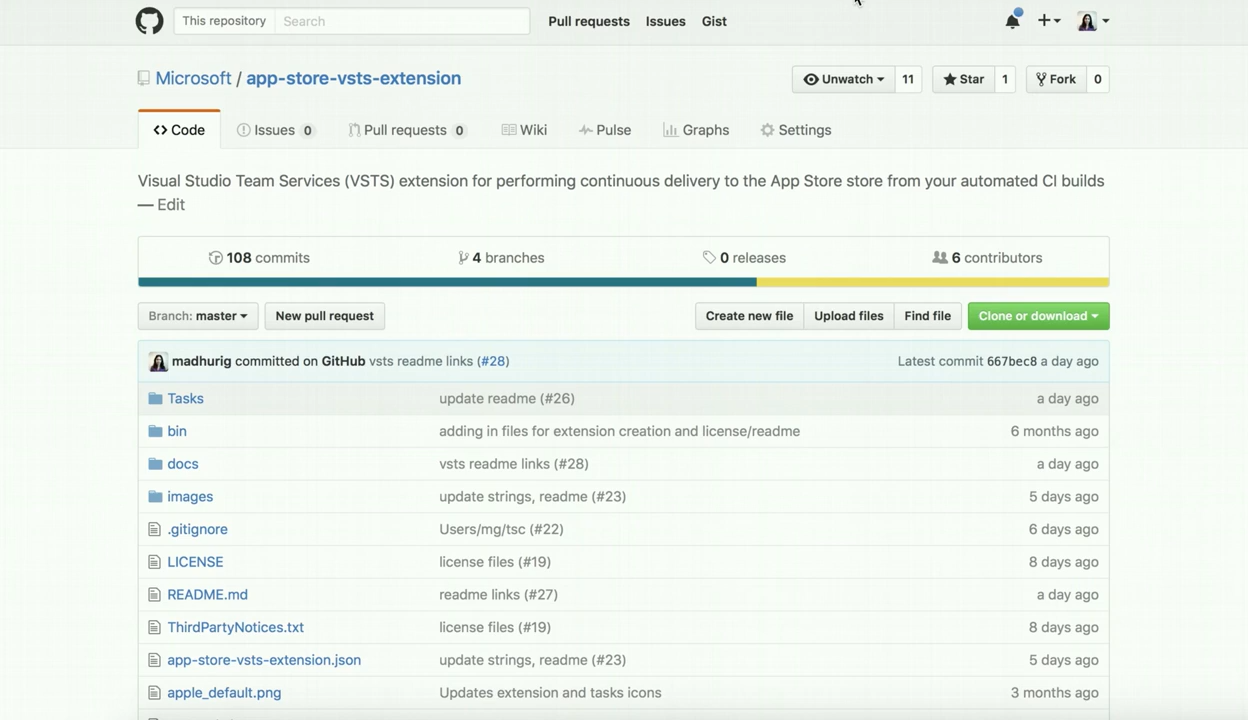 This repository Search Pull requests Issues Gist
Microsoft / app-store-vsts-extension Unwatch 11 Star 1 Fork 0
Code Issues 0 Pull requests 0 Wiki Pulse Graphs Settings
Visual Studio Team Services (VSTS) extension for performing continuous delivery to the App Store store from your automated CI builds
— Edit
108 commits 4 branches 0 releases 6 contributors
Branch: master New pull request Create new file Upload files Find file Clone or download
madhurig committed on GitHub vsts readme links (#28) Latest commit 667bec8 a day ago
Tasks update readme (#26) a day ago
bin adding in files for extension creation and license/readme 6 months ago
docs vsts readme links (#28) a day ago
images update strings, readme (#23) 5 days ago
.gitignore Users/mg/tsc (#22) 6 days ago
LICENSE license files (#19) 8 days ago
README.md readme links (#27) a day ago
ThirdPartyNotices.txt license files (#19) 8 days ago
app-store-vsts-extension.json update strings, readme (#23) 5 days ago
apple_default.png Updates extension and tasks icons 3 months ago